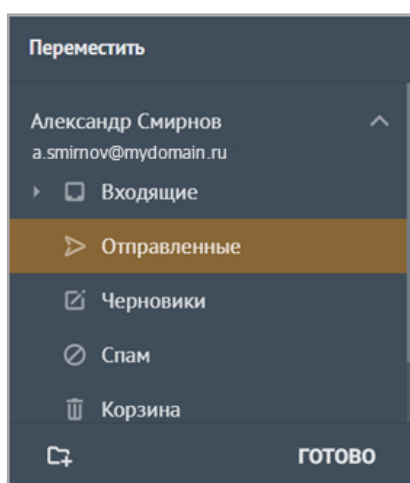 Переместить
Александр Смирнов
a.smirnov@mydomain.ru
Входящие
Отправленные
Черновики
Спам
Корзина
ГОТОВО